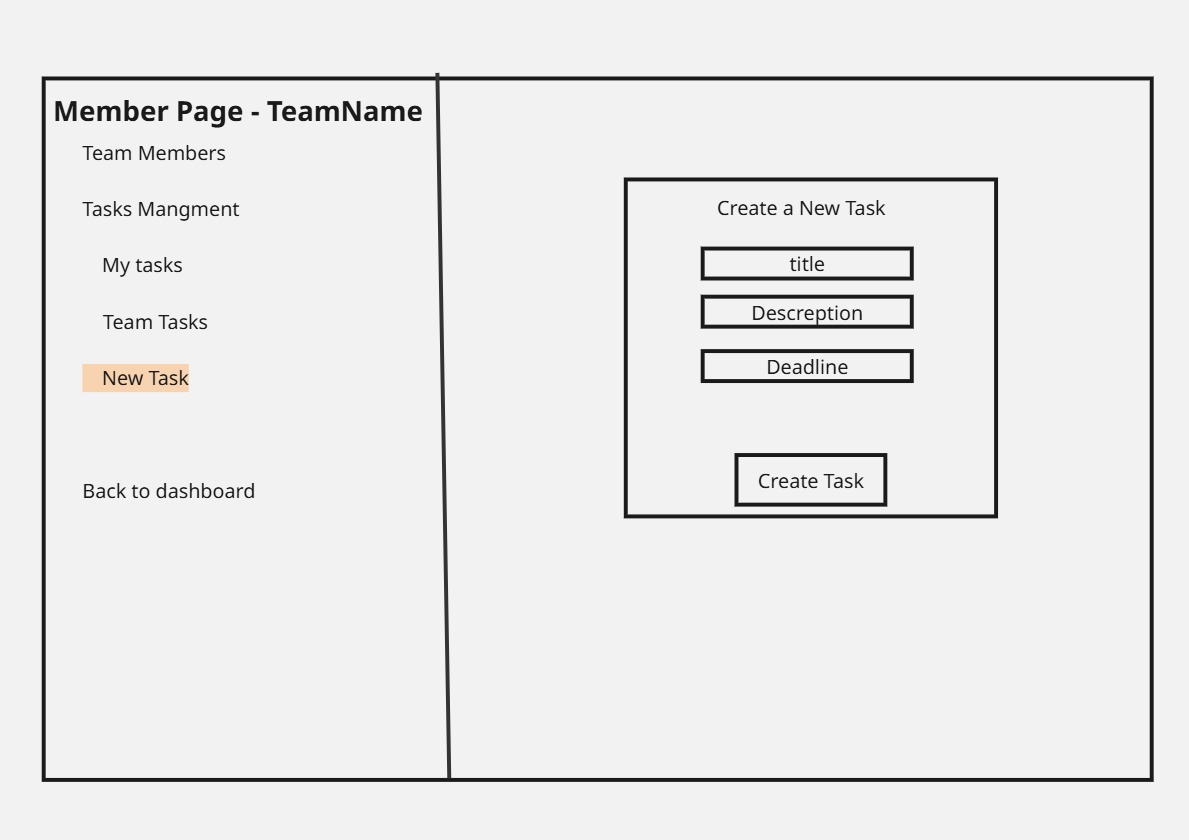 Member Page - TeamName
Team Members
Tasks Mangment
My tasks
Team Tasks
New Task
Back to dashboard
Create a New Task
title
Descreption
Deadline
Create Task